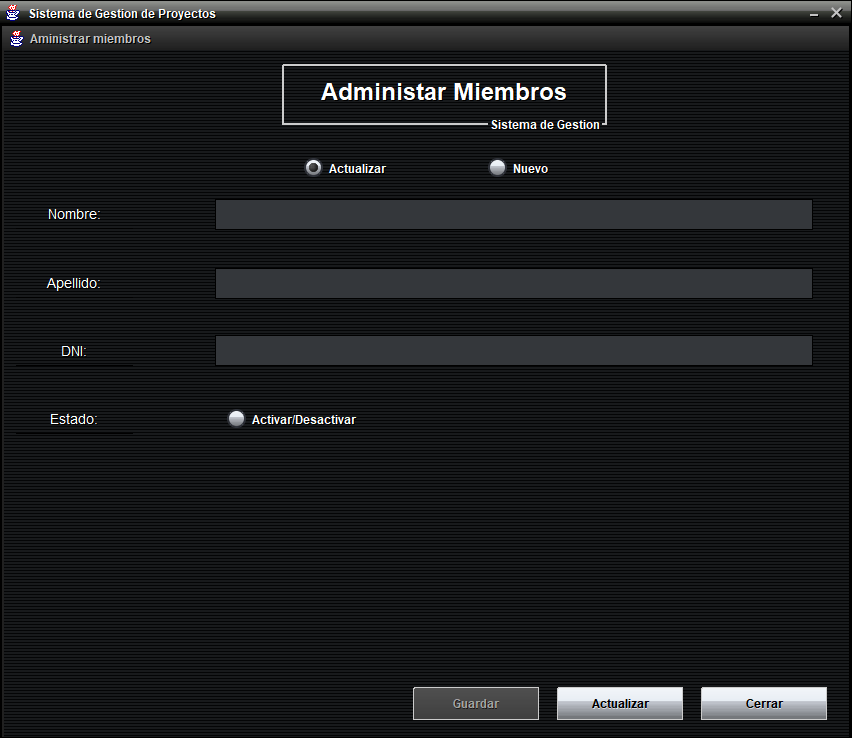 Sistema de Gestion de Proyectos
Aministrar miembros
Administar Miembros
Sistema de Gestion
Actualizar
Nuevo
Nombre:
Apellido:
DNI:
Estado:
Activar/Desactivar
Guardar
Actualizar
Cerrar